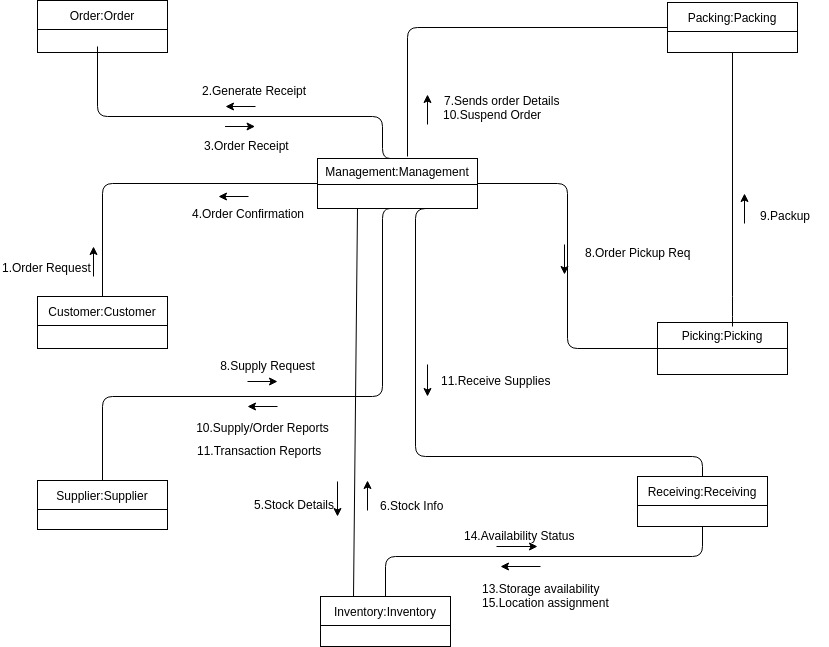 Order:Order
Packing:Packing
2.Generate Receipt
7.Sends order Details
10.Suspend Order
3.Order Receipt
Management:Management
4.Order Confirmation
9.Packup
8.Order Pickup Req
1.Order Request
Customer:Customer
Picking:Picking
8.Supply Request
11.Receive Supplies
10.Supply/Order Reports
11.Transaction Reports
Supplier:Supplier
Receiving:Receiving
5.Stock Details
6.Stock Info
14.Availability Status
13.Storage availability
15.Location assignment
Inventory:Inventory